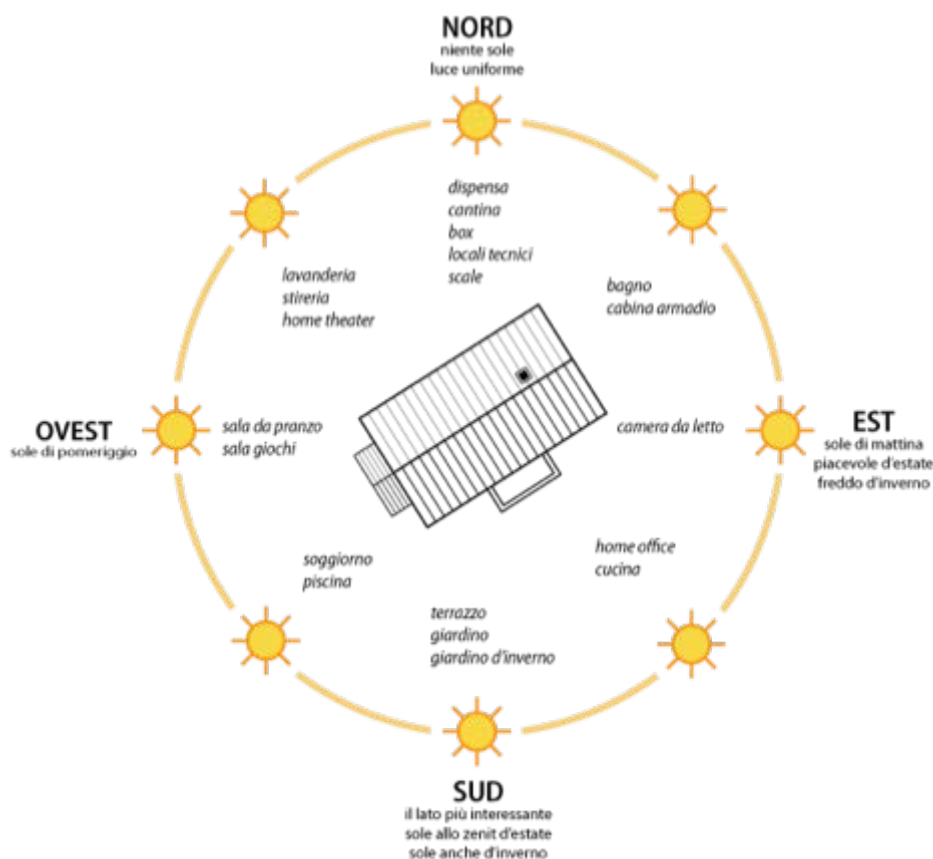 NORD
niente sole
luce uniforme
dispensa
cantina
box
locali tecnici
scale
lavanderia
stireria
home theater
bagno
cabina armadio
OVEST
sole di pomeriggio
sala da pranzo
sala giochi
camera da letto
EST
sole di mattina
piacevole d'estate
freddo d'inverno
soggiorno
piscina
home office
cucina
terrazzo
giardino
giardino d'inverno
SUD
il lato più interessante
sole allo zenit d'estate
sole anche d'inverno